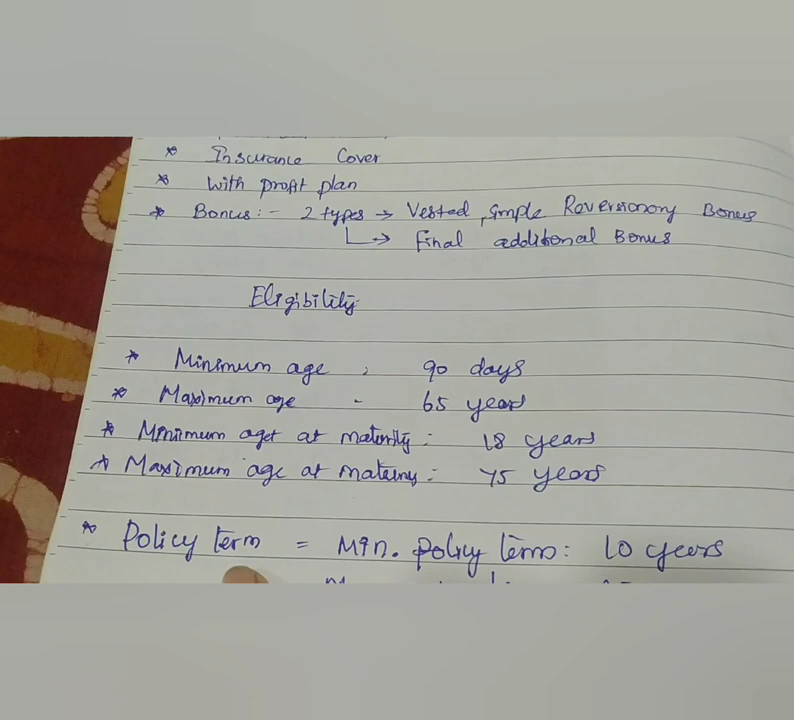 * Insurance Cover
* With profit plan
* Bonus:- 2 types → Vested, Simple Reversionary Bonus
↳ Final additional Bonus
Eligibility
* Minimum age , 90 days
* Maximum age - 65 years
* Minimum aget at maturity: 18 years
* Maximum age at maturity: 75 years
* Policy term = Min. policy term: 10 years